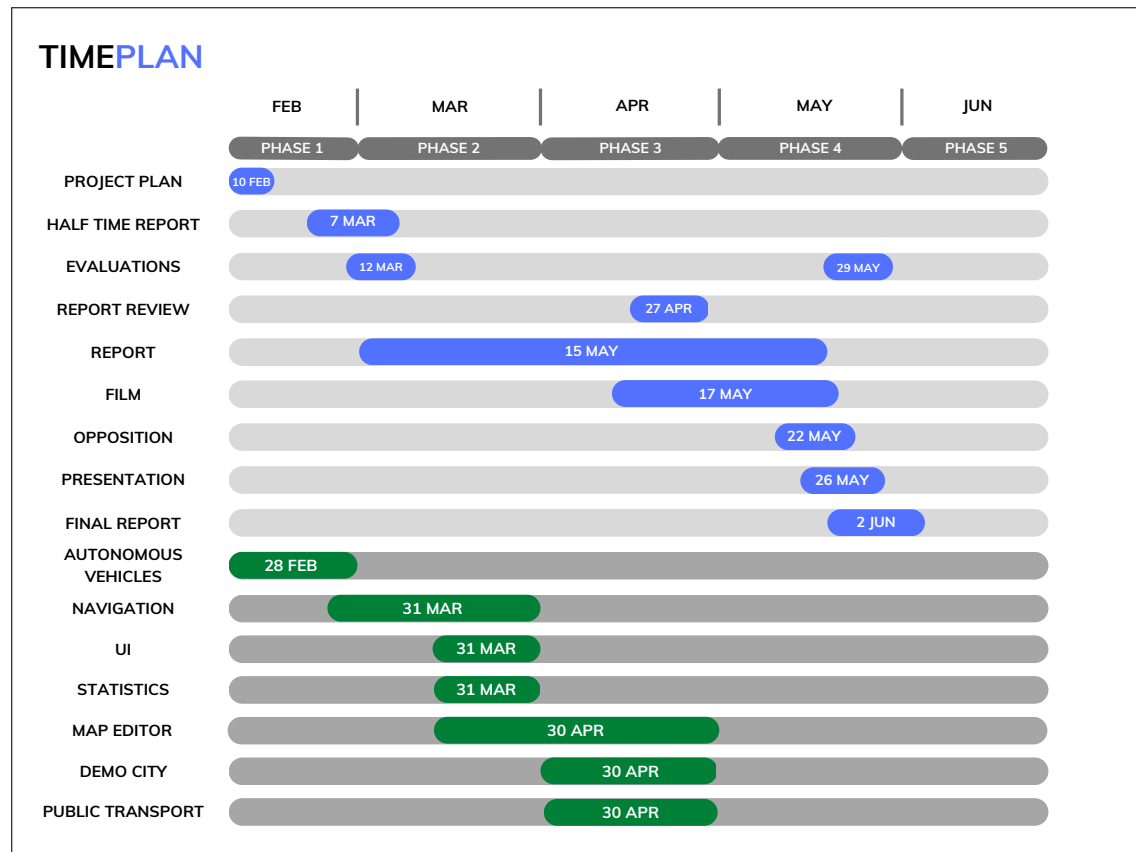 TIMEPLAN
FEB MAR APR MAY JUN
PHASE 1 PHASE 2 PHASE 3 PHASE 4 PHASE 5
PROJECT PLAN 10 FEB
HALF TIME REPORT 7 MAR
EVALUATIONS 12 MAR 29 MAY
REPORT REVIEW 27 APR
REPORT 15 MAY
FILM 17 MAY
OPPOSITION 22 MAY
PRESENTATION 26 MAY
FINAL REPORT 2 JUN
AUTONOMOUS
VEHICLES 28 FEB
NAVIGATION 31 MAR
UI 31 MAR
STATISTICS 31 MAR
MAP EDITOR 30 APR
DEMO CITY 30 APR
PUBLIC TRANSPORT 30 APR